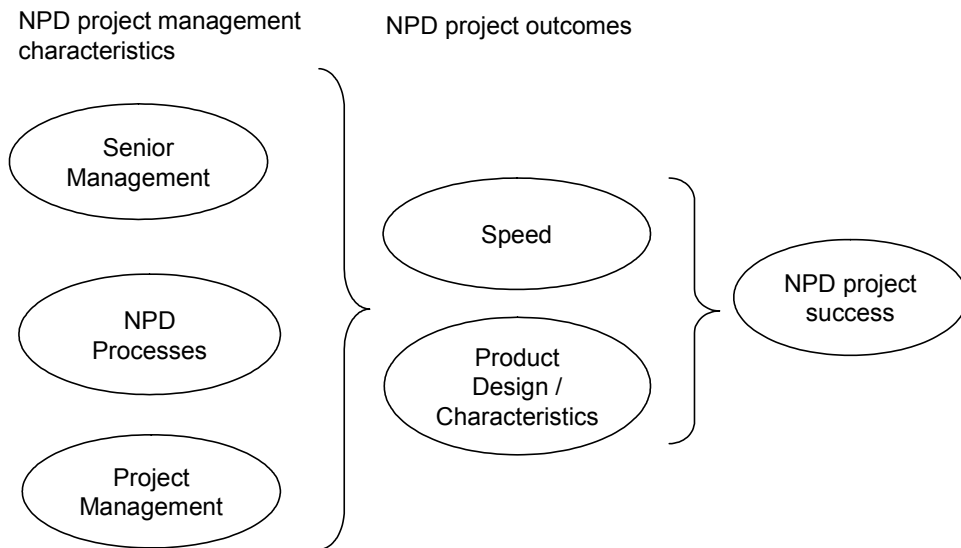 NPD project management
characteristics
NPD project outcomes
Senior
Management
NPD
Processes
Project
Management
Speed
Product
Design /
Characteristics
NPD project
success